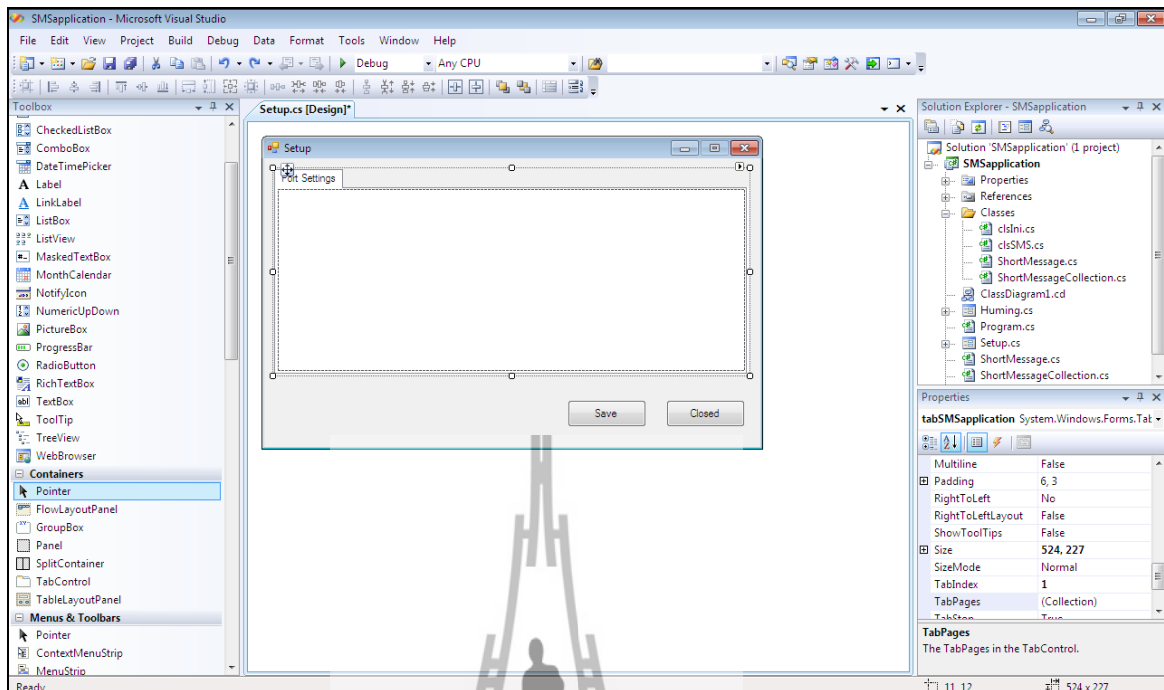 SMSapplication - Microsoft Visual Studio
File Edit View Project Build Debug Data Format Tools Window Help
Debug Any CPU
Toolbox
CheckedListBox
ComboBox
DateTimePicker
Label
LinkLabel
ListBox
ListView
MaskedTextBox
MonthCalendar
NotifyIcon
NumericUpDown
PictureBox
ProgressBar
RadioButton
RichTextBox
TextBox
ToolTip
TreeView
WebBrowser
Containers
Pointer
FlowLayoutPanel
GroupBox
Panel
SplitContainer
TabControl
TableLayoutPanel
Menus & Toolbars
Pointer
ContextMenuStrip
MenuStrip
Setup.cs [Design]*
Setup
Port Settings
Save Closed
Solution Explorer - SMSapplication
Solution 'SMSapplication' (1 project)
SMSapplication
Properties
References
Classes
clsIni.cs
clsSMS.cs
ShortMessage.cs
ShortMessageCollection.cs
ClassDiagram1.cd
Huming.cs
Program.cs
Setup.cs
ShortMessage.cs
ShortMessageCollection.cs
Properties
tabSMSapplication System.Windows.Forms.Tab
Multiline False
Padding 6, 3
RightToLeft No
RightToLeftLayout False
ShowToolTips False
Size 524, 227
SizeMode Normal
TabIndex 1
TabPages (Collection)
TabStop True
TabPages
The TabPages in the TabControl.
Ready 11, 12 524 x 227